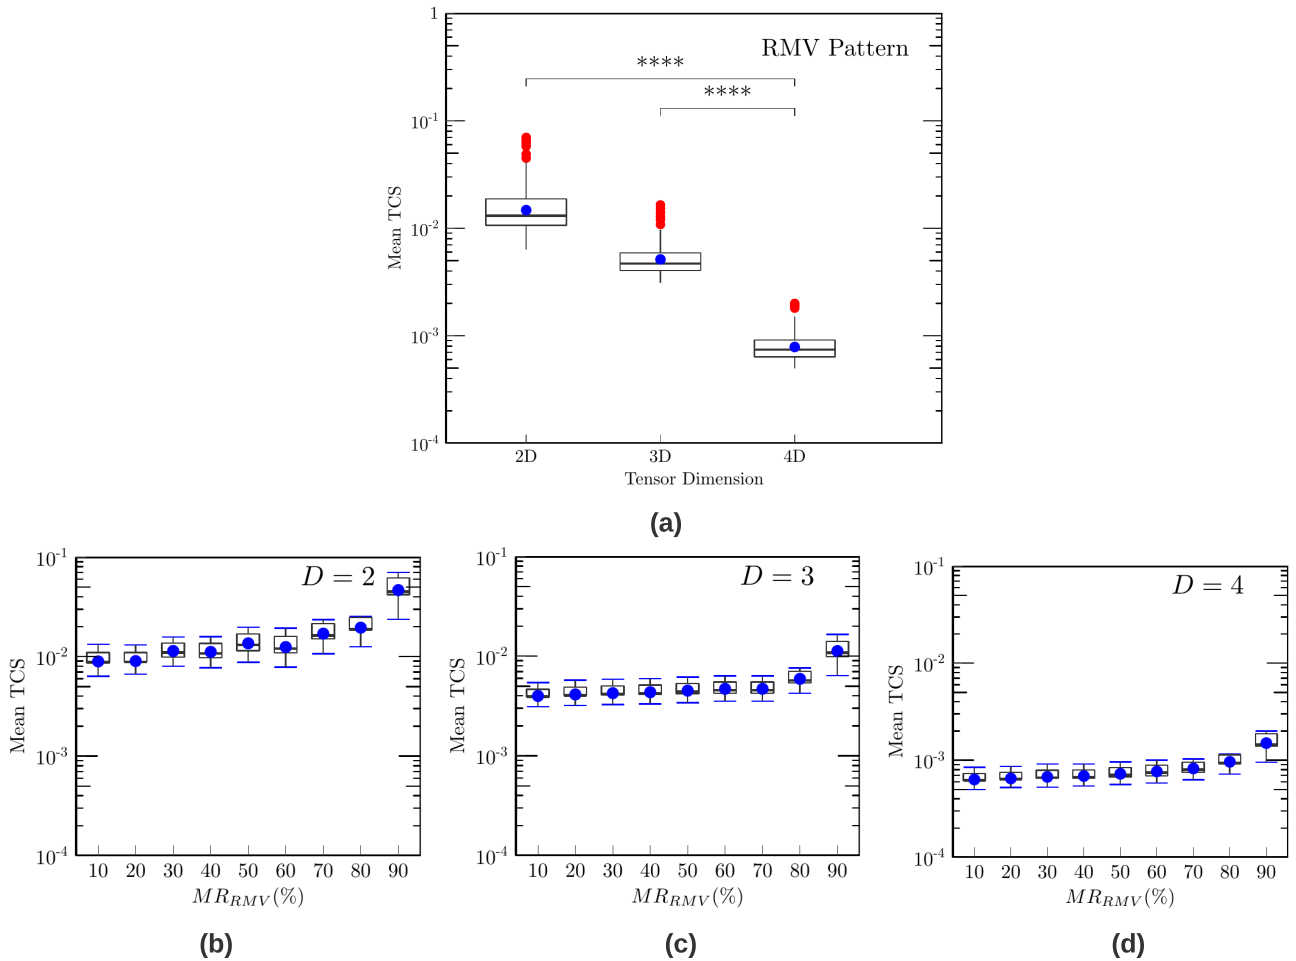 RMV Pattern
****
****
1
10^-1
10^-2
10^-3
10^-4
Mean TCS
2D 3D 4D
Tensor Dimension
(a)
D = 2
10^-1
10^-2
10^-3
10^-4
Mean TCS
10 20 30 40 50 60 70 80 90
MR_RMV(%)
(b)
D = 3
10^-1
10^-2
10^-3
10^-4
Mean TCS
10 20 30 40 50 60 70 80 90
MR_RMV(%)
(c)
D = 4
10^-1
10^-2
10^-3
10^-4
Mean TCS
10 20 30 40 50 60 70 80 90
MR_RMV(%)
(d)